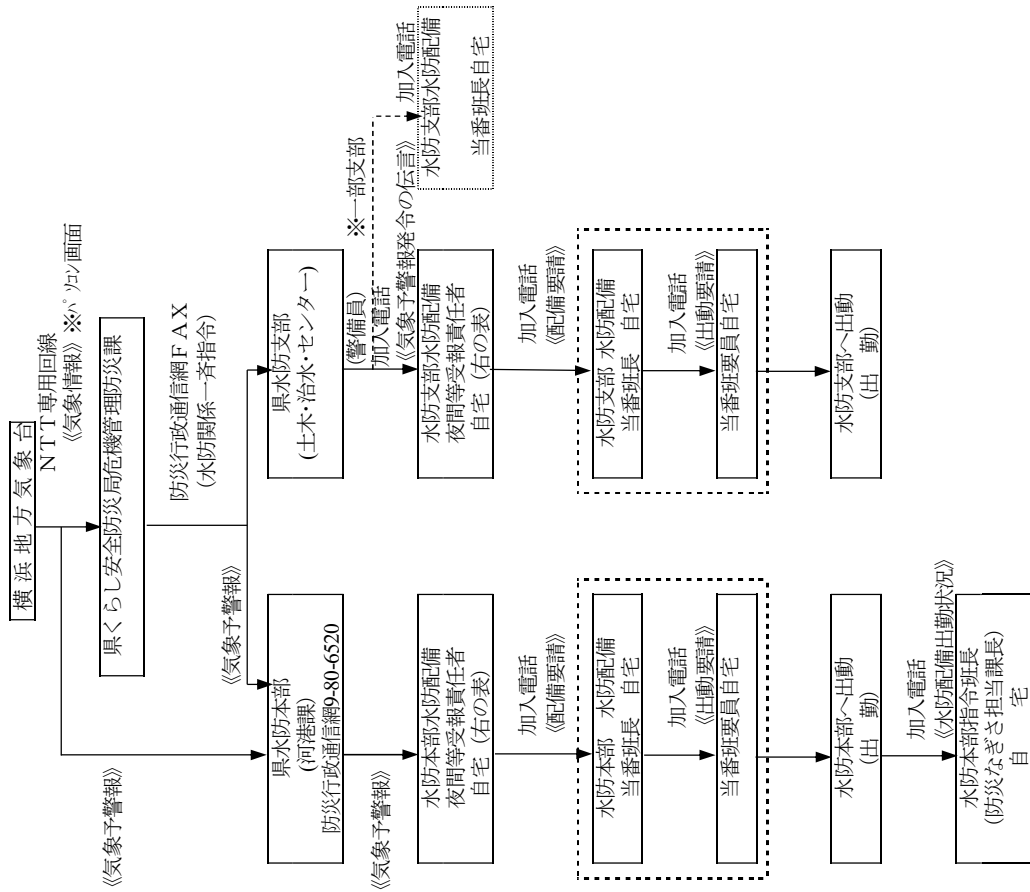 横浜地方気象台
NTT専用回線
《気象情報》※パソコン画面
《気象予警報》
県くらし安全防災局危機管理防災課
防災行政通信網FAX
(水防関係一斉指令)
《気象予警報》
県水防本部
(河港課)
防災行政通信網9-80-6520
《気象予警報》
水防本部水防配備
夜間等受報責任者
自宅 (右の表)
加入電話
《配備要請》
水防本部 水防配備
当番班長 自宅
加入電話
《出動要請》
当番班要員自宅
水防本部へ出動
(出 勤)
加入電話
《水防配備出勤状況》
水防本部指令班長
(防災なぎさ担当課長)
自 宅
県水防支部
(土木・治水・センター)
(警備員)
加入電話
《気象予警報発令の伝言》
※一部支部
加入電話
水防支部水防配備
当番班長自宅
水防支部水防配備
夜間等受報責任者
自宅 (右の表)
加入電話
《配備要請》
水防支部 水防配備
当番班長 自宅
加入電話
《出動要請》
当番班要員自宅
水防支部へ出動
(出 勤)